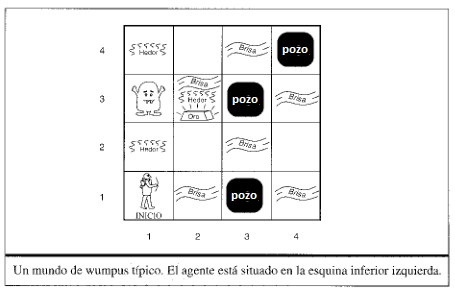 4 Hedor Brisa pozo
3 Brisa Hedor Oro pozo Brisa
2 Hedor Brisa
1 INICIO Brisa pozo Brisa
1 2 3 4
Un mundo de wumpus típico. El agente está situado en la esquina inferior izquierda.